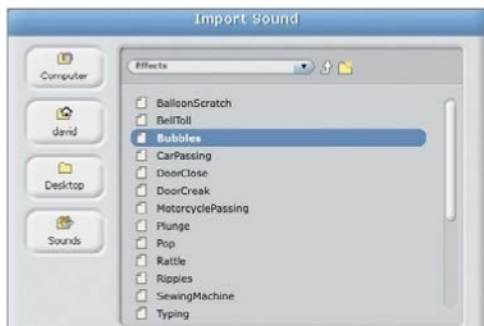 Import Sound
Computer
david
Desktop
Sounds
Effects
BalloonScratch
BellToll
Bubbles
CarPassing
DoorClose
DoorCreak
MotorcyclePassing
Plunge
Pop
Rattle
Ripples
SewingMachine
Typing